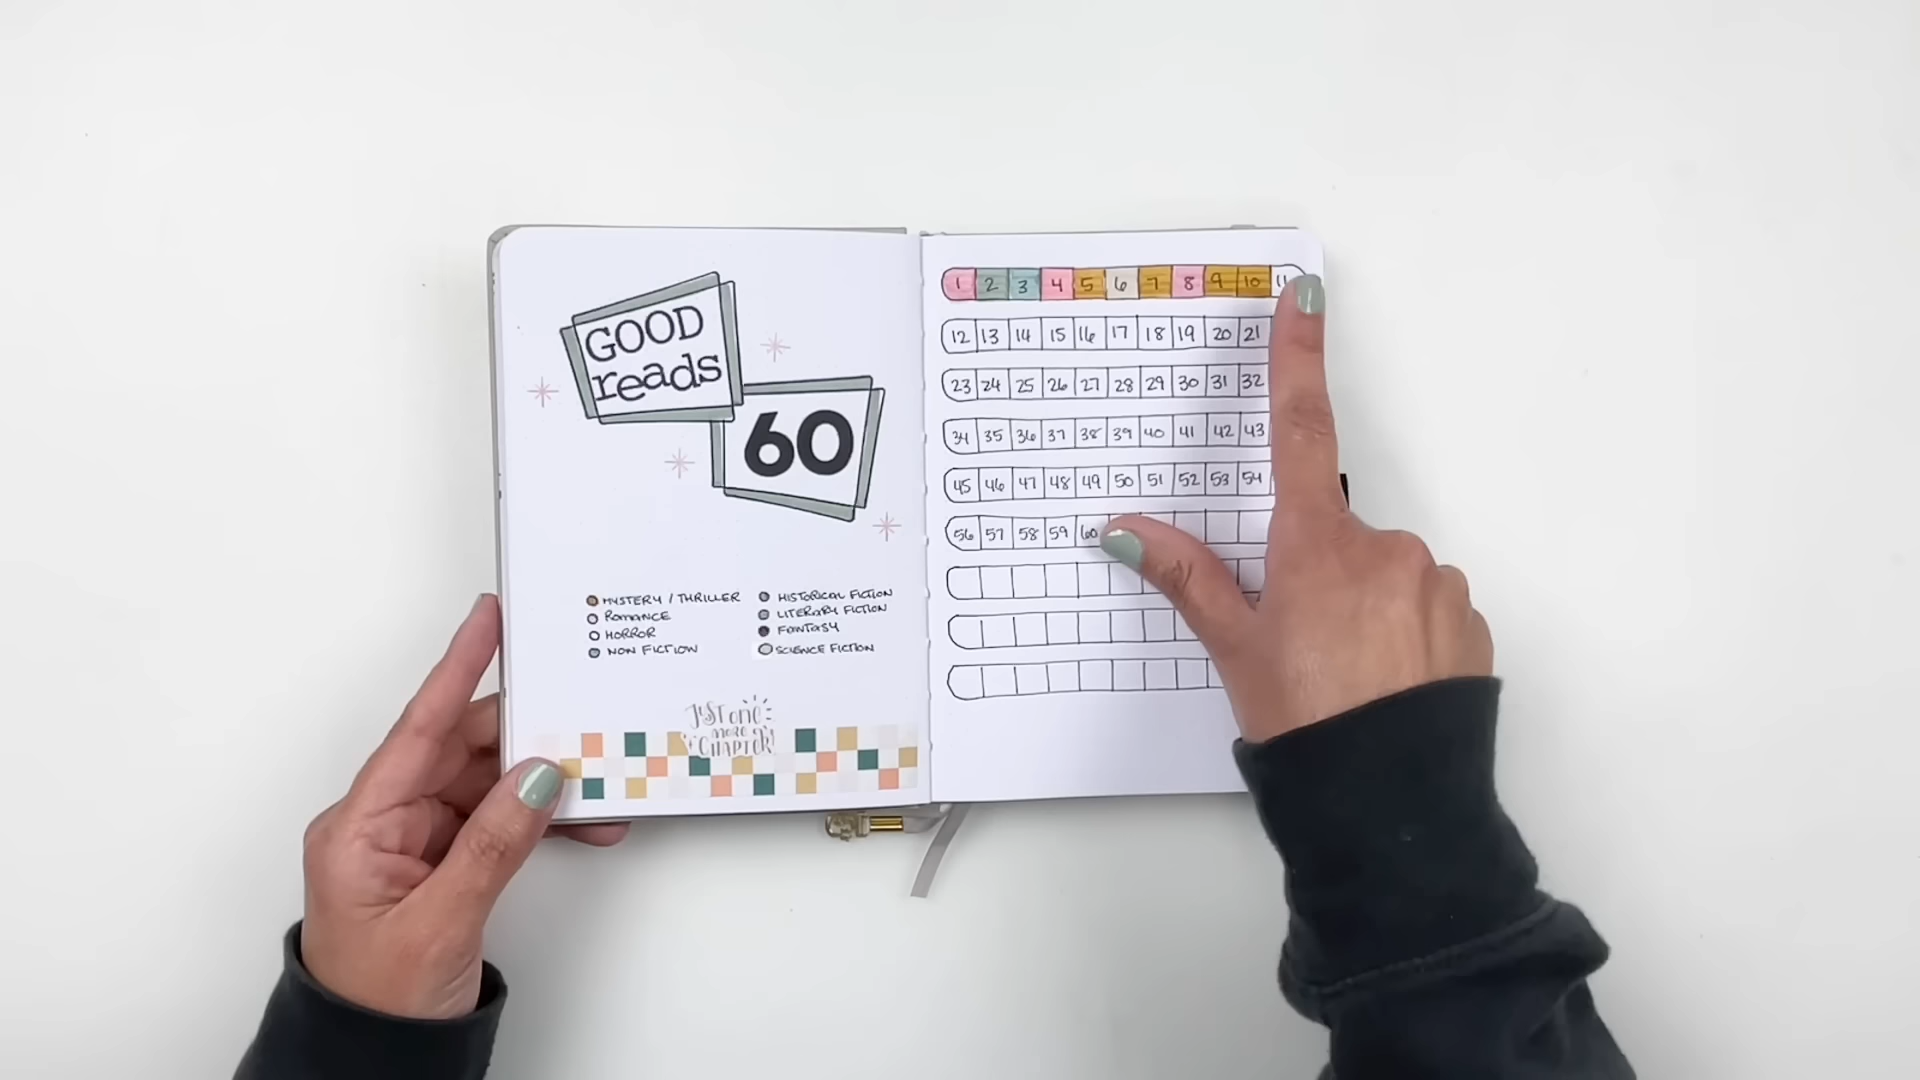 GOOD
reads
60
MYSTERY / THRILLER
ROMANCE
HORROR
NON FICTION
HISTORICAL FICTION
LITERARY FICTION
FANTASY
SCIENCE FICTION
JUST one
MORE
CHAPTER!
1 2 3 4 5 6 7 8 9 10 11
12 13 14 15 16 17 18 19 20 21
23 24 25 26 27 28 29 30 31 32
34 35 36 37 38 39 40 41 42 43
45 46 47 48 49 50 51 52 53 54
56 57 58 59 60